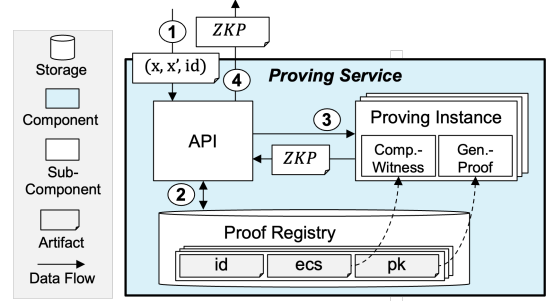 Storage
Component
Sub-
Component
Artifact
Data Flow
1
ZKP
(x, x’, id)
4
Proving Service
API
3
ZKP
Proving Instance
Comp.-
Witness
Gen.-
Proof
2
Proof Registry
id
ecs
pk